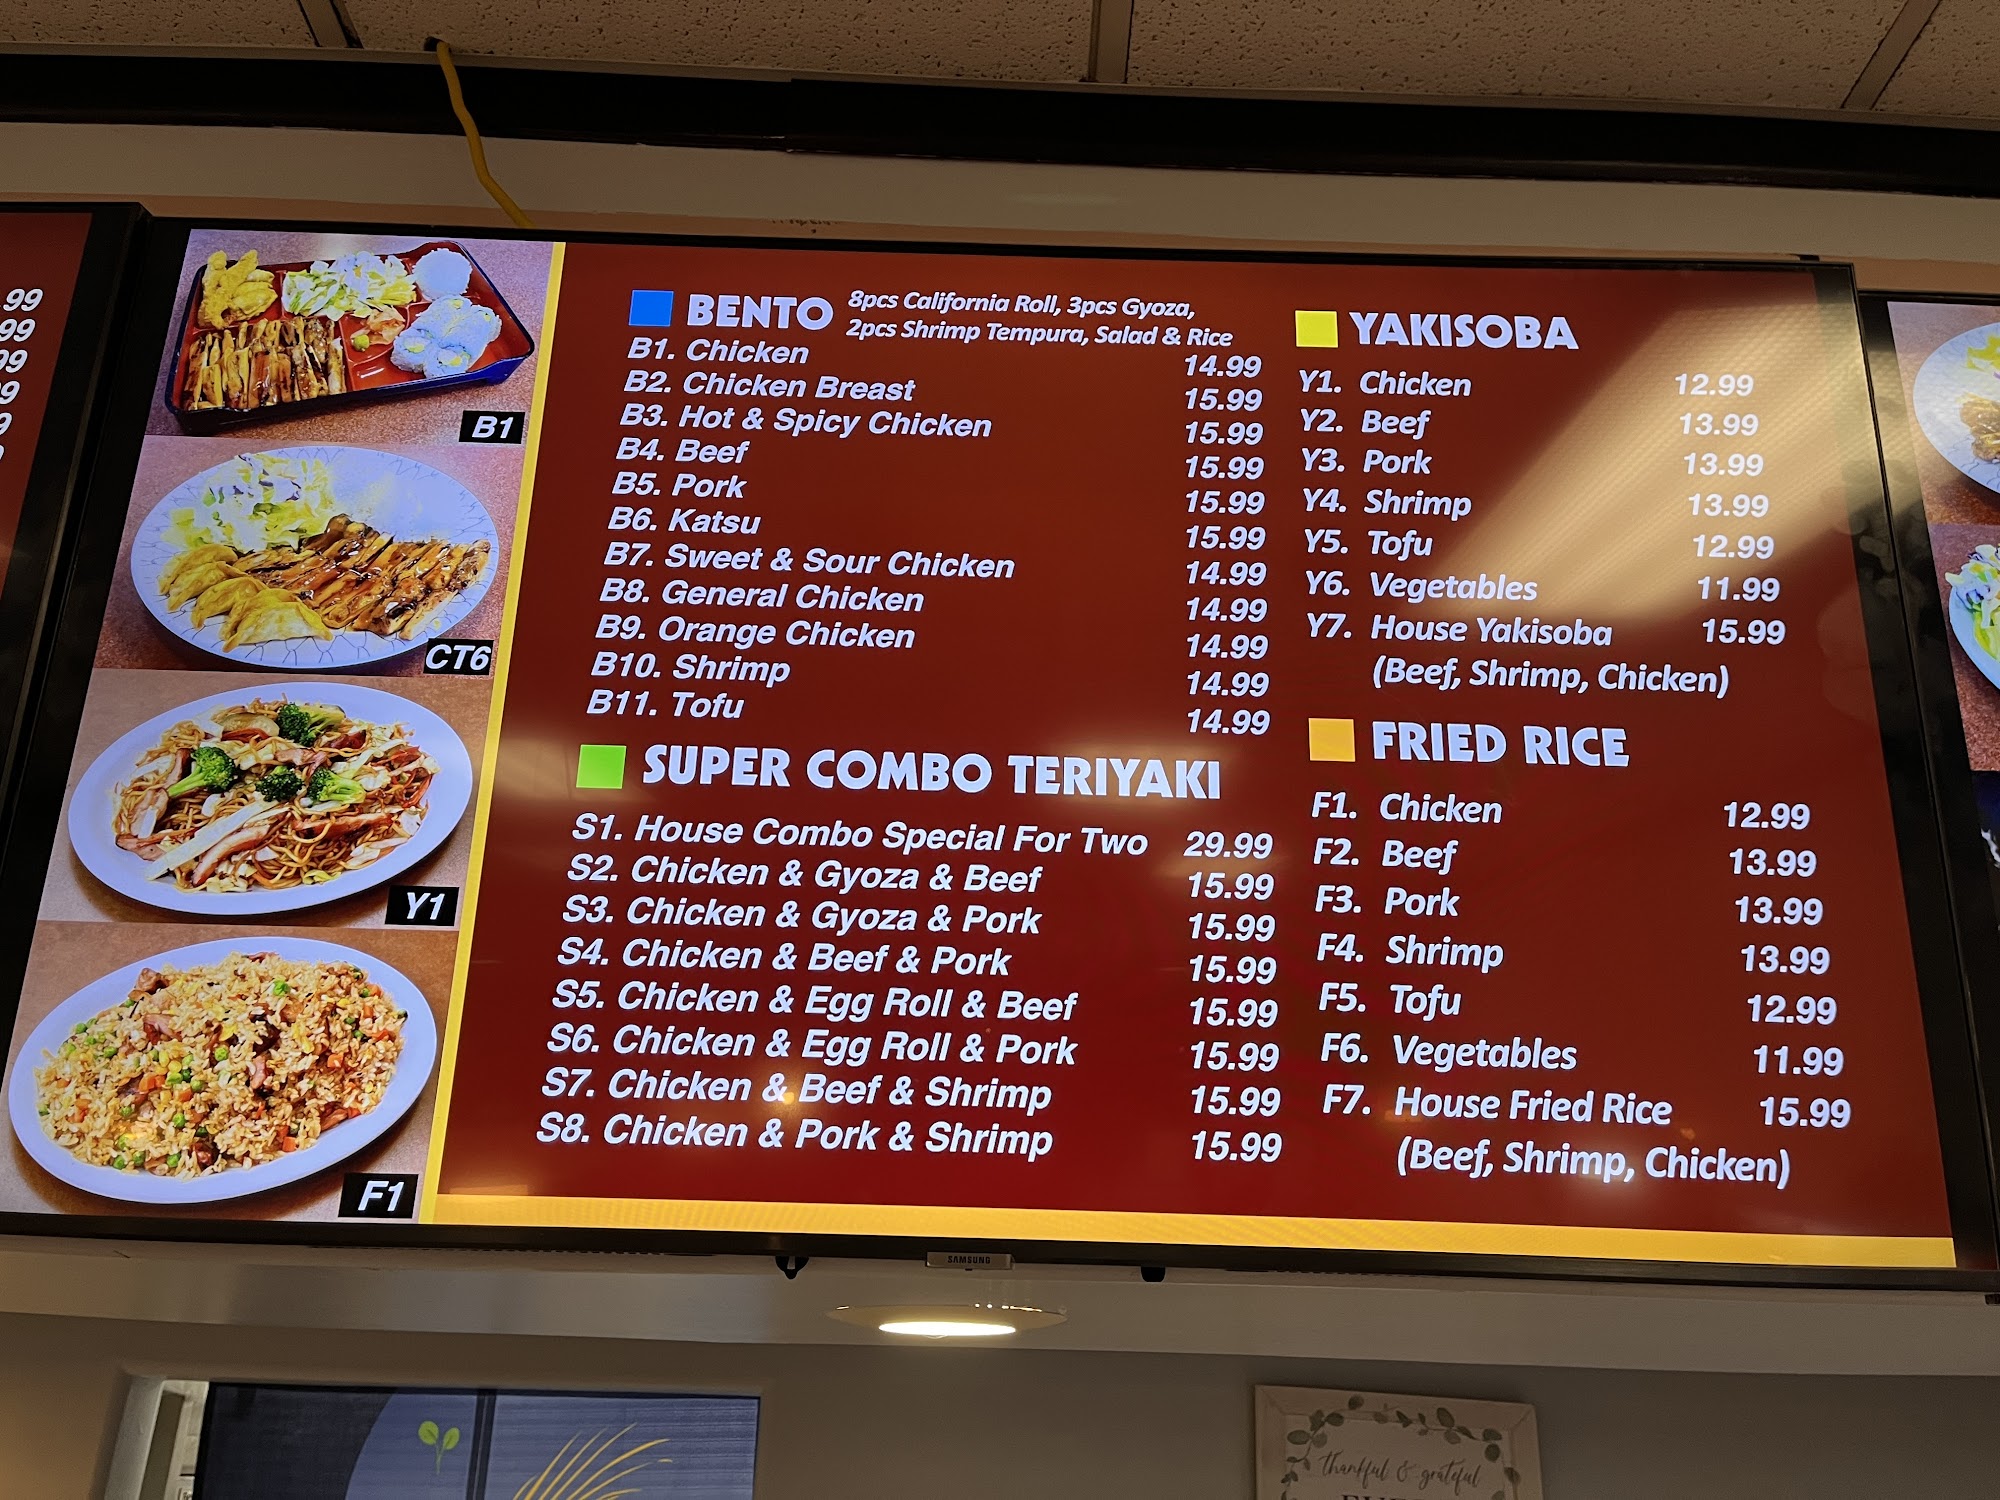 .99
99
99
B1
CT6
Y1
F1
BENTO 8pcs California Roll, 3pcs Gyoza,
2pcs Shrimp Tempura, Salad & Rice
B1. Chicken 14.99
B2. Chicken Breast 15.99
B3. Hot & Spicy Chicken 15.99
B4. Beef 15.99
B5. Pork 15.99
B6. Katsu 15.99
B7. Sweet & Sour Chicken 14.99
B8. General Chicken 14.99
B9. Orange Chicken 14.99
B10. Shrimp 14.99
B11. Tofu 14.99
SUPER COMBO TERIYAKI
S1. House Combo Special For Two 29.99
S2. Chicken & Gyoza & Beef 15.99
S3. Chicken & Gyoza & Pork 15.99
S4. Chicken & Beef & Pork 15.99
S5. Chicken & Egg Roll & Beef 15.99
S6. Chicken & Egg Roll & Pork 15.99
S7. Chicken & Beef & Shrimp 15.99
S8. Chicken & Pork & Shrimp 15.99
YAKISOBA
Y1. Chicken 12.99
Y2. Beef 13.99
Y3. Pork 13.99
Y4. Shrimp 13.99
Y5. Tofu 12.99
Y6. Vegetables 11.99
Y7. House Yakisoba 15.99
(Beef, Shrimp, Chicken)
FRIED RICE
F1. Chicken 12.99
F2. Beef 13.99
F3. Pork 13.99
F4. Shrimp 13.99
F5. Tofu 12.99
F6. Vegetables 11.99
F7. House Fried Rice 15.99
(Beef, Shrimp, Chicken)
SAMSUNG
thankful & grateful